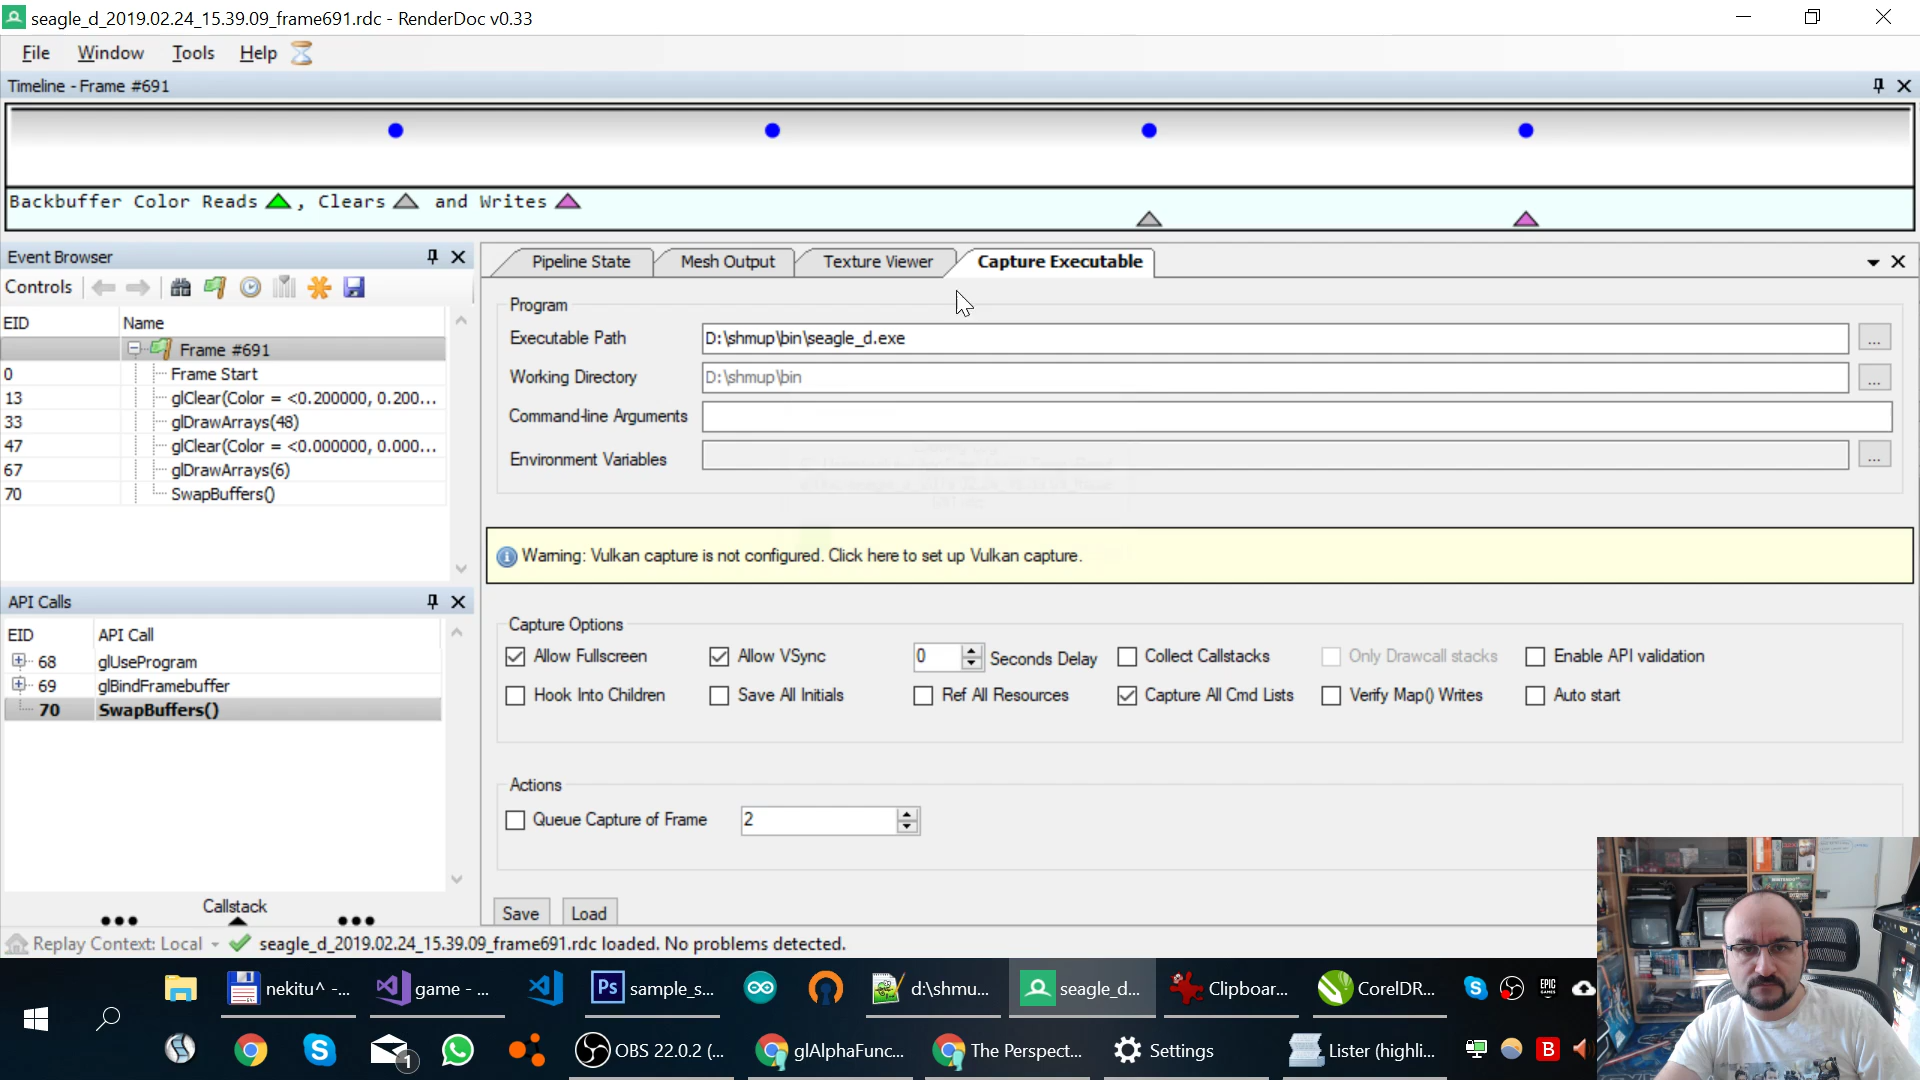 seagle_d_2019.02.24_15.39.09_frame691.rdc - RenderDoc v0.33
File Window Tools Help
Timeline - Frame #691
Backbuffer Color Reads , Clears and Writes
Event Browser
Controls
EID Name
Frame #691
0 Frame Start
13 glClear(Color = <0.200000, 0.200...
33 glDrawArrays(48)
47 glClear(Color = <0.000000, 0.000...
67 glDrawArrays(6)
70 SwapBuffers()
API Calls
EID API Call
68 glUseProgram
69 glBindFramebuffer
70 SwapBuffers()
Callstack
Pipeline State Mesh Output Texture Viewer Capture Executable
Program
Executable Path D:\shmup\bin\seagle_d.exe ...
Working Directory D:\shmup\bin ...
Command-line Arguments
Environment Variables ...
Warning: Vulkan capture is not configured. Click here to set up Vulkan capture.
Capture Options
Allow Fullscreen Allow VSync 0 Seconds Delay Collect Callstacks Only Drawcall stacks Enable API validation
Hook Into Children Save All Initials Ref All Resources Capture All Cmd Lists Verify Map() Writes Auto start
Actions
Queue Capture of Frame 2
Save Load
Replay Context: Local seagle_d_2019.02.24_15.39.09_frame691.rdc loaded. No problems detected.
nekitu^ -... game - ... Ps sample_s... d:\shmu... seagle_d... Clipboar... CorelDR... EPIC GAMES
1 OBS 22.0.2 (... glAlphaFunc... The Perspect... Settings Lister (highli... B